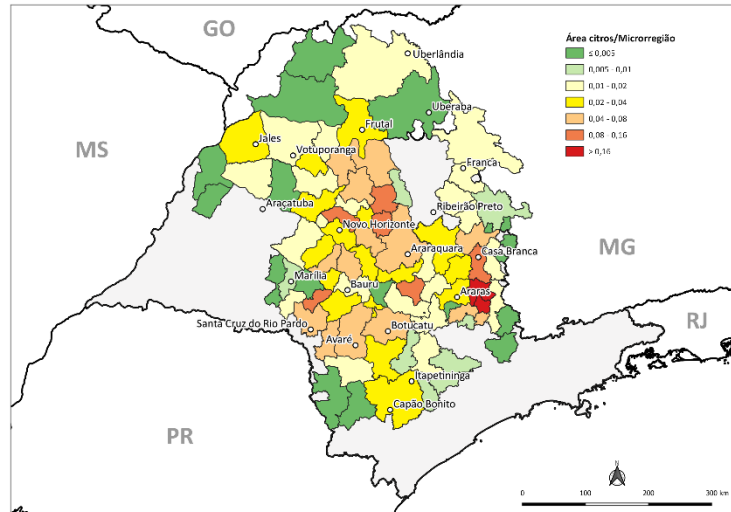 GO
Uberlândia
Área citros/Microrregião
≤ 0,005
0,005 - 0,01
0,01 - 0,02
0,02 - 0,04
0,04 - 0,08
0,08 - 0,16
> 0,16
Uberaba
Frutal
Jales
MS
Votuporanga
Franca
Araçatuba
Ribeirão Preto
Novo Horizonte
MG
Araraquara
Casa Branca
Marília
Bauru
Araras
Santa Cruz do Rio Pardo
Botucatu
RJ
Avaré
Itapetininga
Capão Bonito
PR
N
0 100 200 300 km